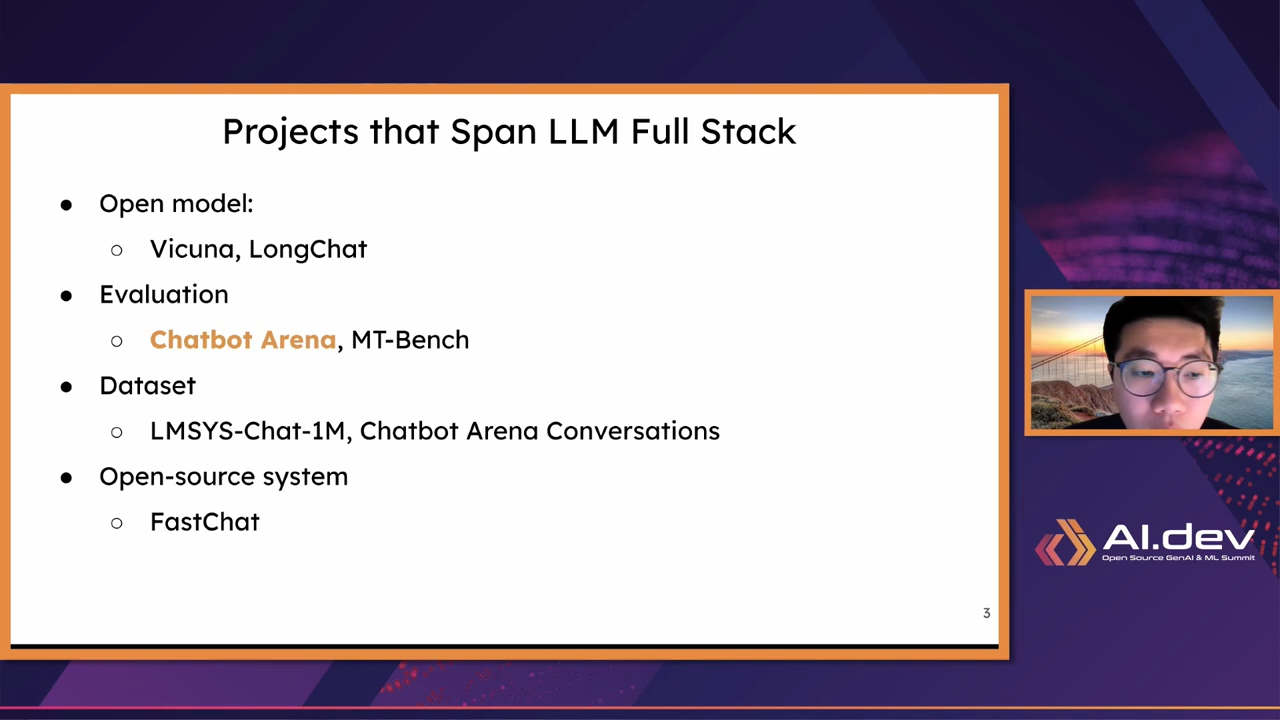 Projects that Span LLM Full Stack
● Open model:
○ Vicuna, LongChat
● Evaluation
○ Chatbot Arena, MT-Bench
● Dataset
○ LMSYS-Chat-1M, Chatbot Arena Conversations
● Open-source system
○ FastChat
3
AI.dev
Open Source GenAI & ML Summit